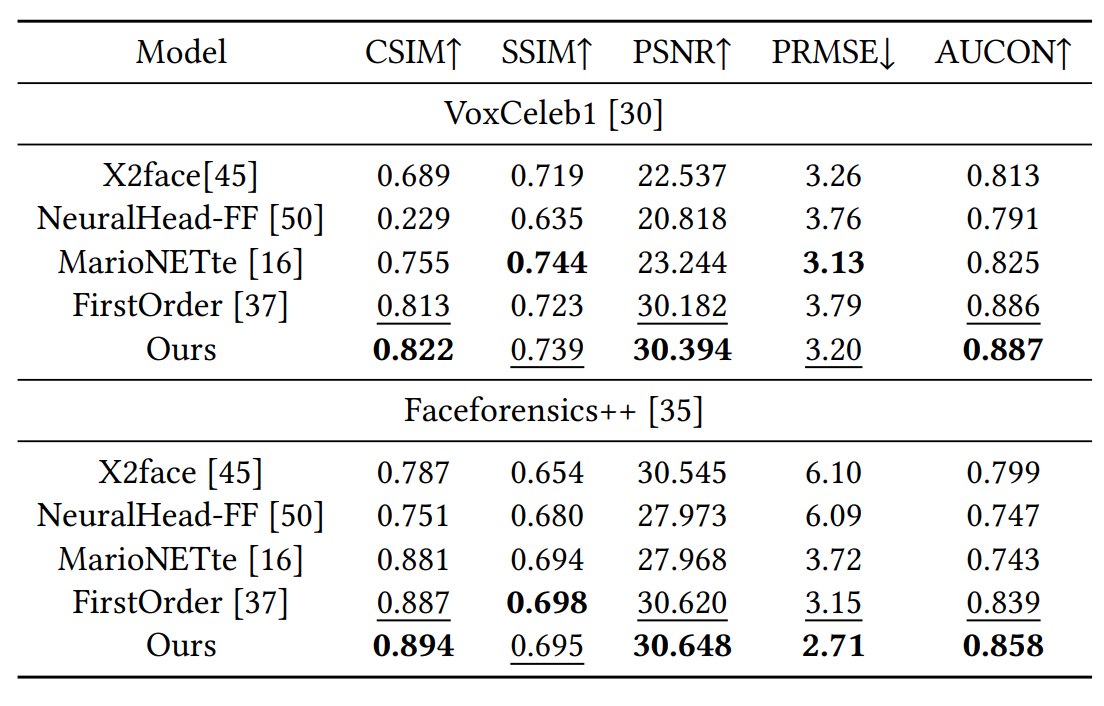 Model CSIM↑ SSIM↑ PSNR↑ PRMSE↓ AUCON↑
VoxCeleb1 [30]
X2face[45] 0.689 0.719 22.537 3.26 0.813
NeuralHead-FF [50] 0.229 0.635 20.818 3.76 0.791
MarioNETte [16] 0.755 0.744 23.244 3.13 0.825
FirstOrder [37] 0.813 0.723 30.182 3.79 0.886
Ours 0.822 0.739 30.394 3.20 0.887
Faceforensics++ [35]
X2face [45] 0.787 0.654 30.545 6.10 0.799
NeuralHead-FF [50] 0.751 0.680 27.973 6.09 0.747
MarioNETte [16] 0.881 0.694 27.968 3.72 0.743
FirstOrder [37] 0.887 0.698 30.620 3.15 0.839
Ours 0.894 0.695 30.648 2.71 0.858